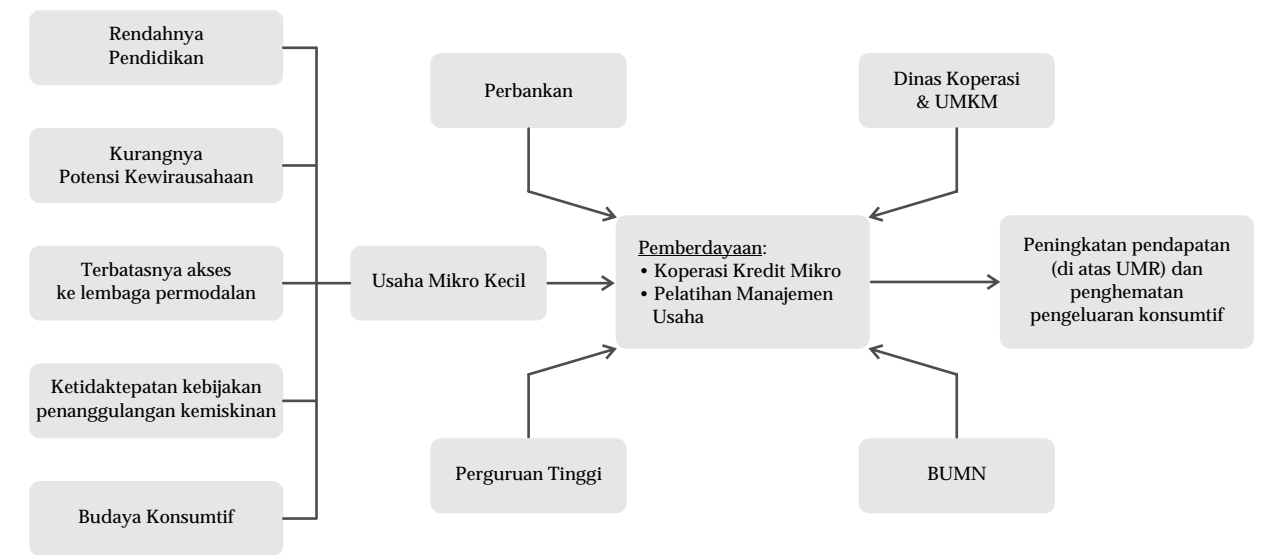 Rendahnya
Pendidikan
Kurangnya
Potensi Kewirausahaan
Terbatasnya akses
ke lembaga permodalan
Ketidaktepatan kebijakan
penanggulangan kemiskinan
Budaya Konsumtif
Usaha Mikro Kecil
Perbankan
Dinas Koperasi
& UMKM
Pemberdayaan:
• Koperasi Kredit Mikro
• Pelatihan Manajemen
Usaha
Perguruan Tinggi
BUMN
Peningkatan pendapatan
(di atas UMR) dan
penghematan
pengeluaran konsumtif